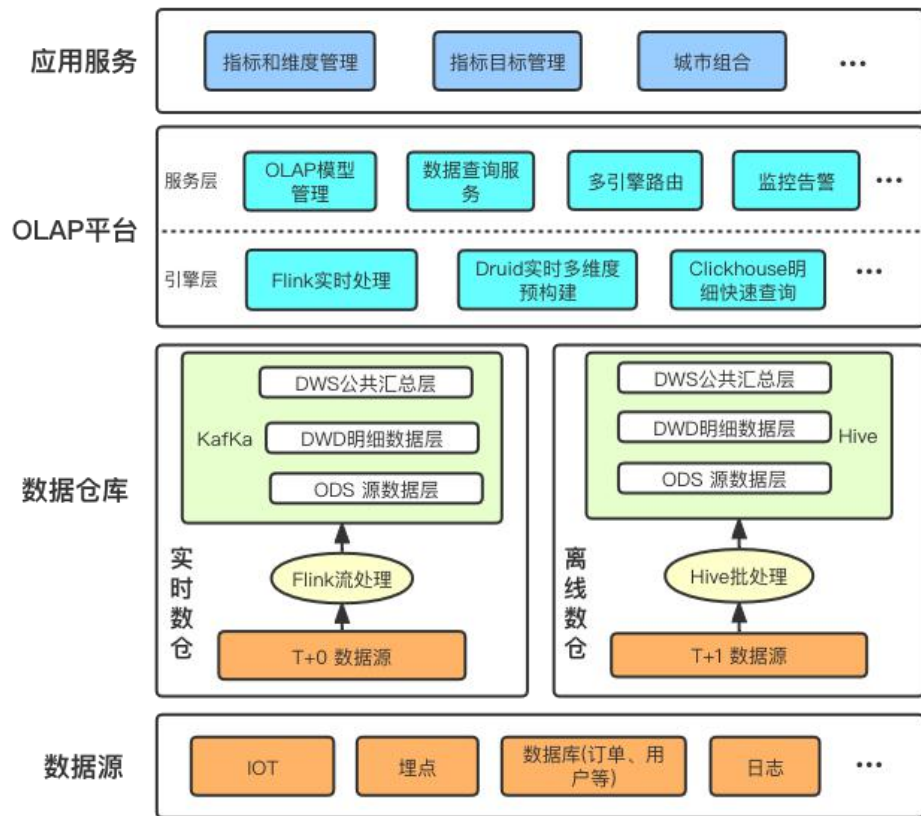 应用服务
指标和维度管理
指标目标管理
城市组合
...
OLAP平台
服务层
OLAP模型
管理
数据查询服
务
多引擎路由
监控告警
...
引擎层
Flink实时处理
Druid实时多维度
预构建
Clickhouse明
细快速查询
...
数据仓库
实时数仓
KafKa
DWS公共汇总层
DWD明细数据层
ODS 源数据层
Flink流处理
T+0 数据源
离线数仓
Hive
DWS公共汇总层
DWD明细数据层
ODS 源数据层
Hive批处理
T+1 数据源
数据源
IOT
埋点
数据库(订单、用
户等)
日志
...